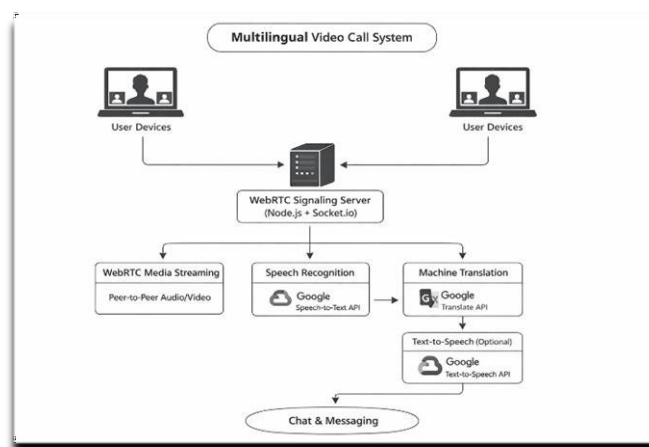 Multilingual Video Call System
User Devices
User Devices
WebRTC Signaling Server
(Node.js + Socket.io)
WebRTC Media Streaming
Peer-to-Peer Audio/Video
Speech Recognition
Google
Speech-to-Text API
Machine Translation
G
Google
Translate API
Text-to-Speech (Optional)
Google
Text-to-Speech API
Chat & Messaging